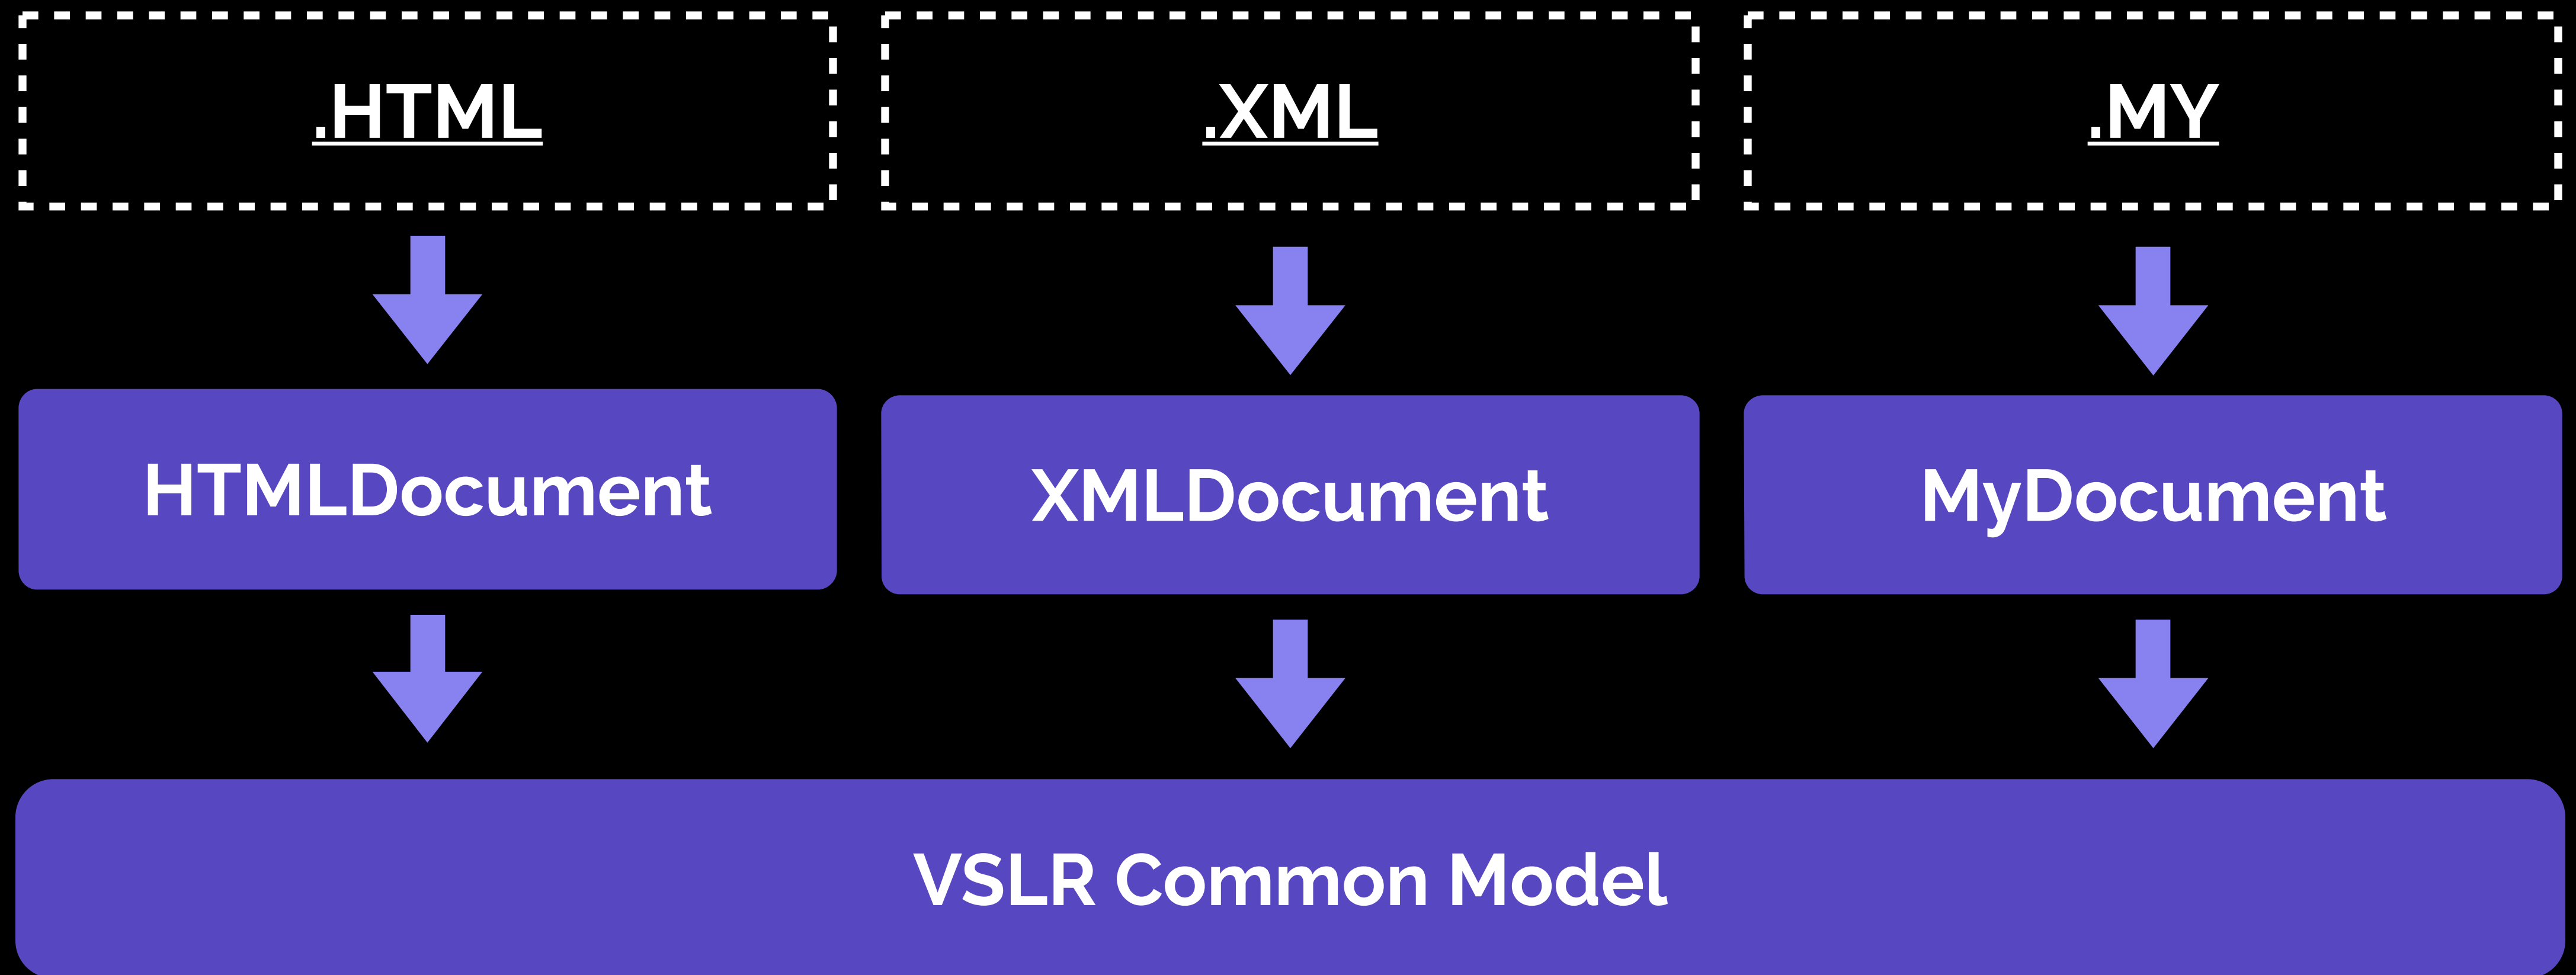 .HTML
.XML
.MY
HTMLDocument
XMLDocument
MyDocument
VSLR Common Model